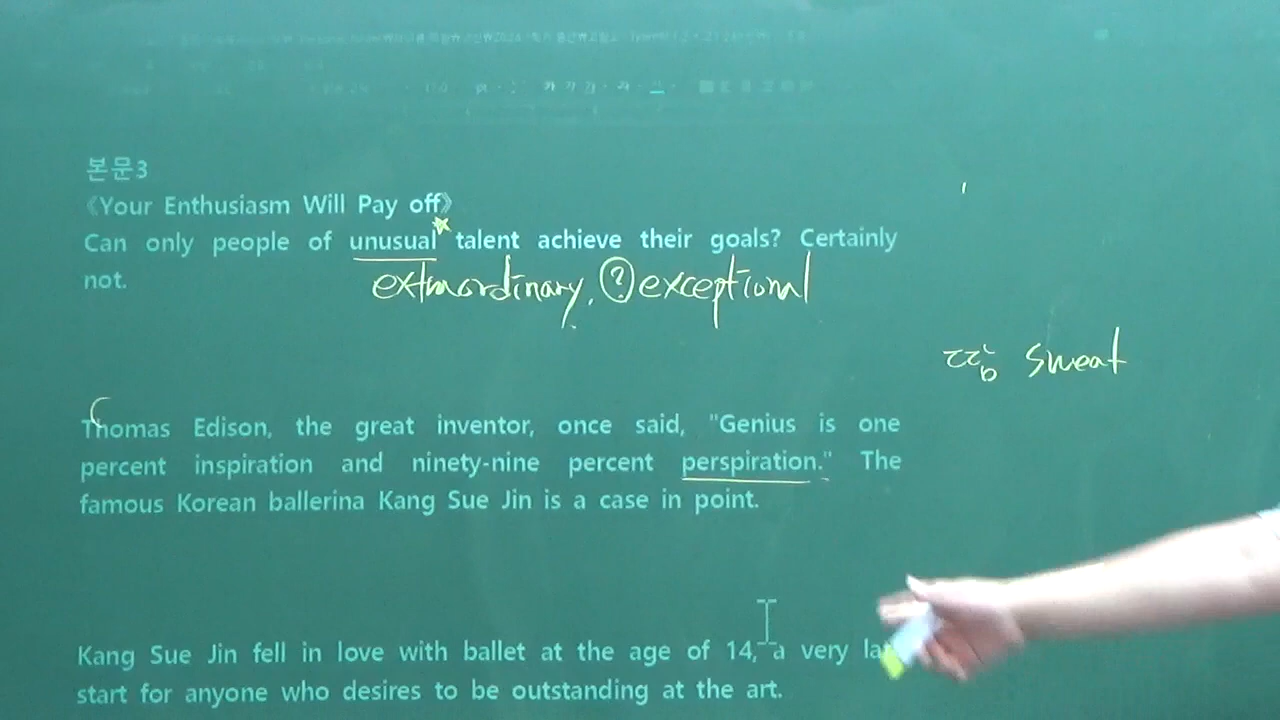 본문3
《Your Enthusiasm Will Pay off》
Can only people of unusual talent achieve their goals? Certainly
not.
extraordinary, ? exceptional
땀 sweat
Thomas Edison, the great inventor, once said, "Genius is one
percent inspiration and ninety-nine percent perspiration." The
famous Korean ballerina Kang Sue Jin is a case in point.
Kang Sue Jin fell in love with ballet at the age of 14, a very
start for anyone who desires to be outstanding at the art.